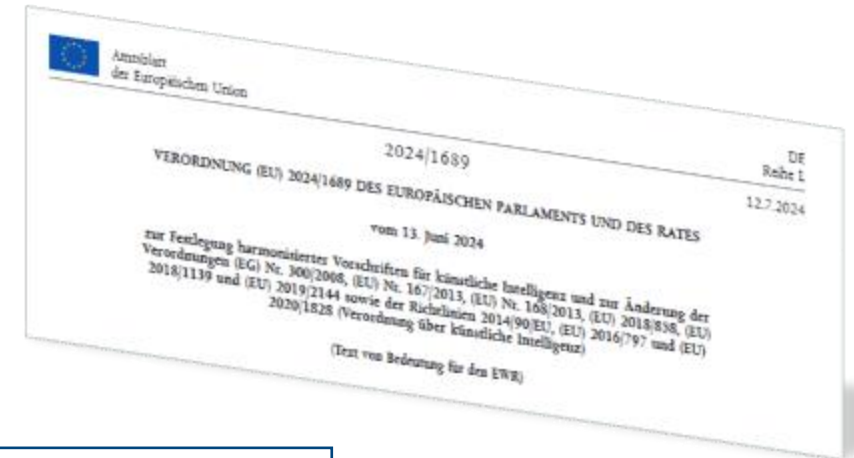 Amtsblatt
der Europäischen Union
DE
Reihe L
2024/1689
12.7.2024
VERORDNUNG (EU) 2024/1689 DES EUROPÄISCHEN PARLAMENTS UND DES RATES
vom 13. Juni 2024
zur Festlegung harmonisierter Vorschriften für künstliche Intelligenz und zur Änderung der
Verordnungen (EG) Nr. 300/2008, (EU) Nr. 167/2013, (EU) Nr. 168/2013, (EU) 2018/858, (EU)
2018/1139 und (EU) 2019/2144 sowie der Richtlinien 2014/90/EU, (EU) 2016/797 und (EU)
2020/1828 (Verordnung über künstliche Intelligenz)
(Text von Bedeutung für den EWR)